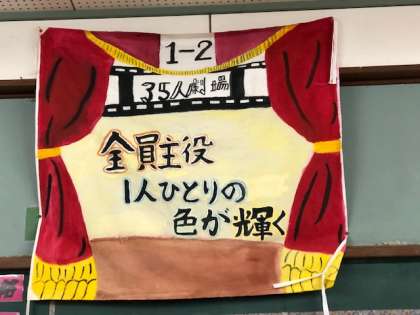 1-2
35人劇場
全員主役
1人ひとりの
色が輝く